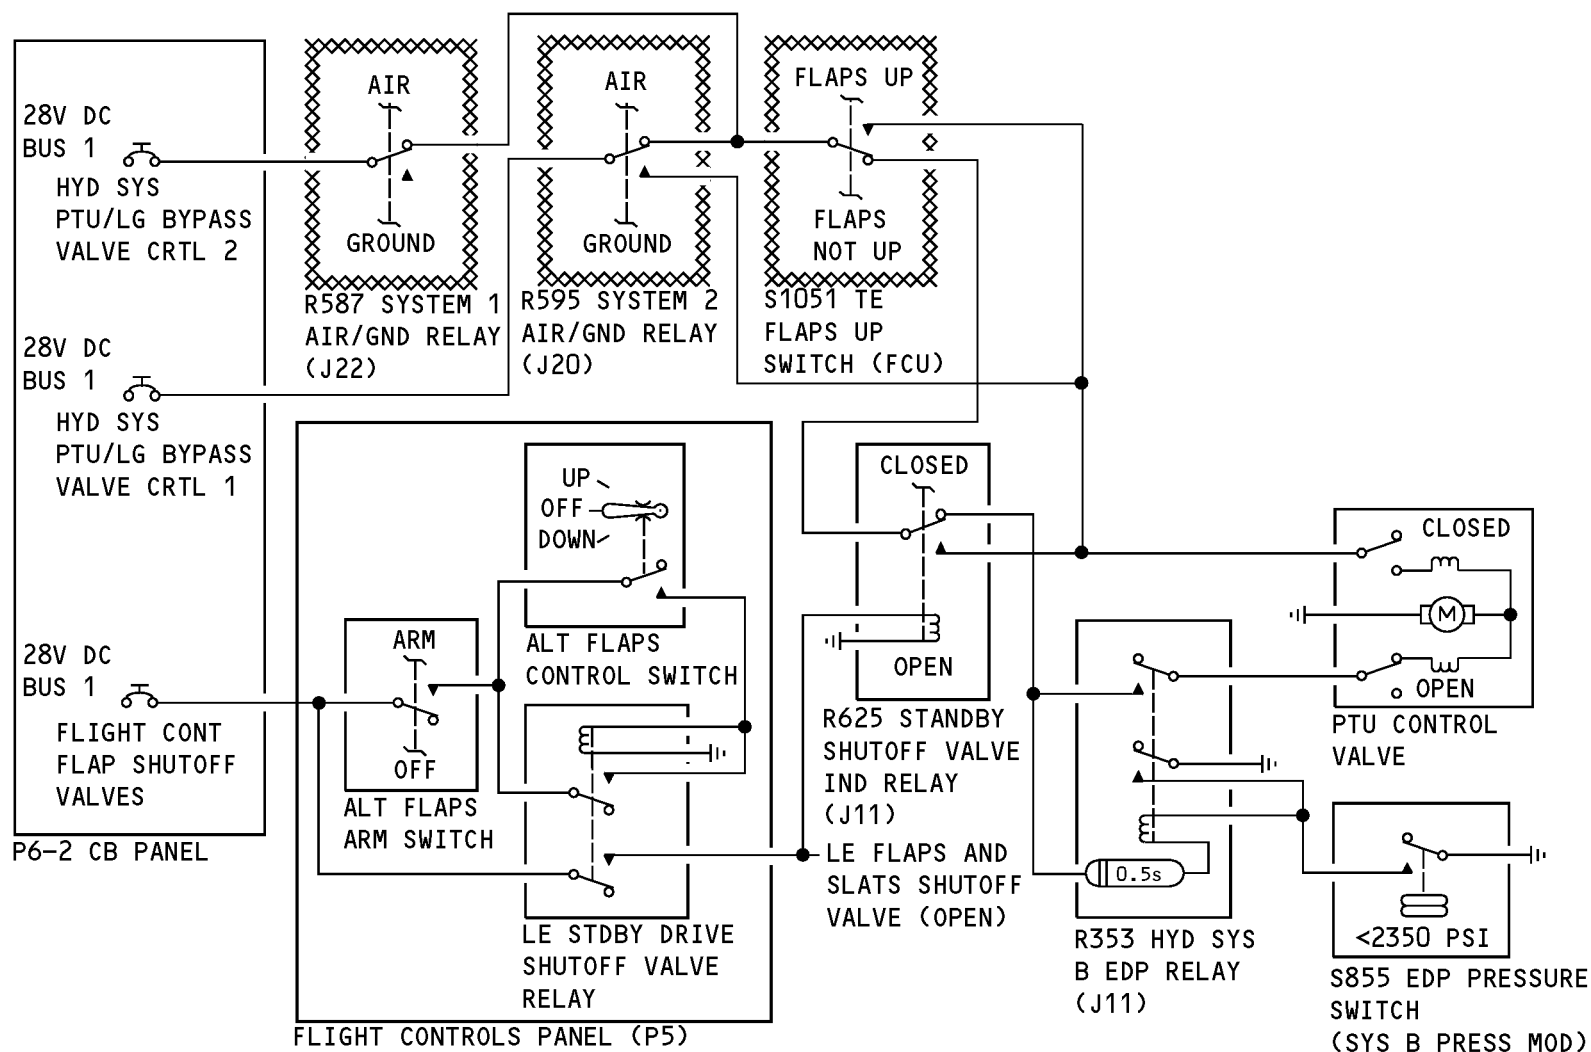 28V DC
BUS 1
HYD SYS
PTU/LG BYPASS
VALVE CRTL 2
28V DC
BUS 1
HYD SYS
PTU/LG BYPASS
VALVE CRTL 1
28V DC
BUS 1
FLIGHT CONT
FLAP SHUTOFF
VALVES
P6-2 CB PANEL
AIR
GROUND
R587 SYSTEM 1
AIR/GND RELAY
(J22)
AIR
GROUND
R595 SYSTEM 2
AIR/GND RELAY
(J20)
FLAPS UP
FLAPS
NOT UP
S1051 TE
FLAPS UP
SWITCH (FCU)
UP
OFF
DOWN
ALT FLAPS
CONTROL SWITCH
ARM
OFF
ALT FLAPS
ARM SWITCH
LE STDBY DRIVE
SHUTOFF VALVE
RELAY
FLIGHT CONTROLS PANEL (P5)
CLOSED
OPEN
R625 STANDBY
SHUTOFF VALVE
IND RELAY
(J11)
LE FLAPS AND
SLATS SHUTOFF
VALVE (OPEN)
0.5s
R353 HYD SYS
B EDP RELAY
(J11)
CLOSED
M
OPEN
PTU CONTROL
VALVE
<2350 PSI
S855 EDP PRESSURE
SWITCH
(SYS B PRESS MOD)